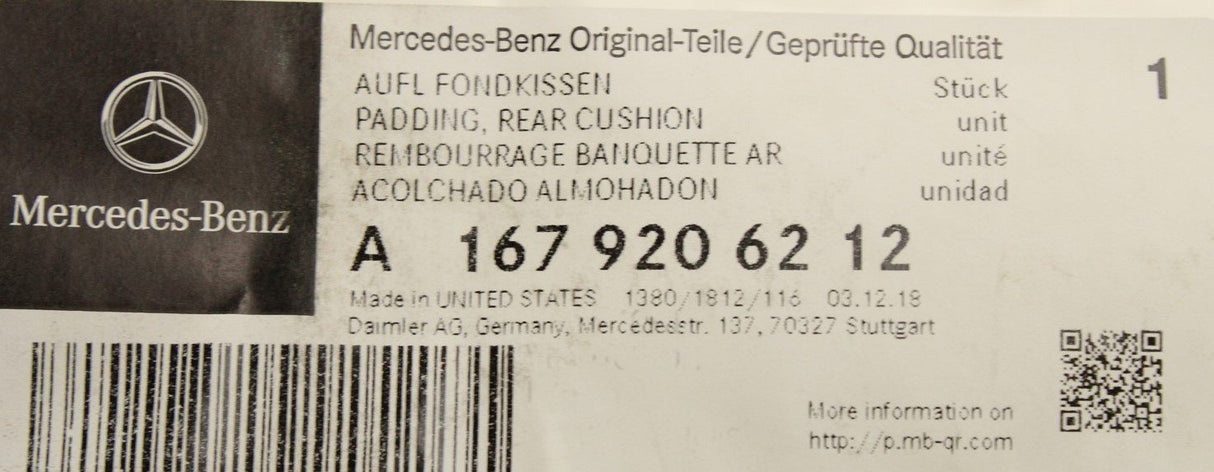 Mercedes-Benz
Mercedes-Benz Original-Teile/Geprüfte Qualität
AUFL FONDKISSEN Stück 1
PADDING, REAR CUSHION unit
REMBOURRAGE BANQUETTE AR unité
ACOLCHADO ALMOHADON unidad
A 167 920 62 12
Made in UNITED STATES 1380/1812/116 03.12.18
Daimler AG, Germany, Mercedesstr. 137, 70327 Stuttgart
More information on
http://p.mb-qr.com